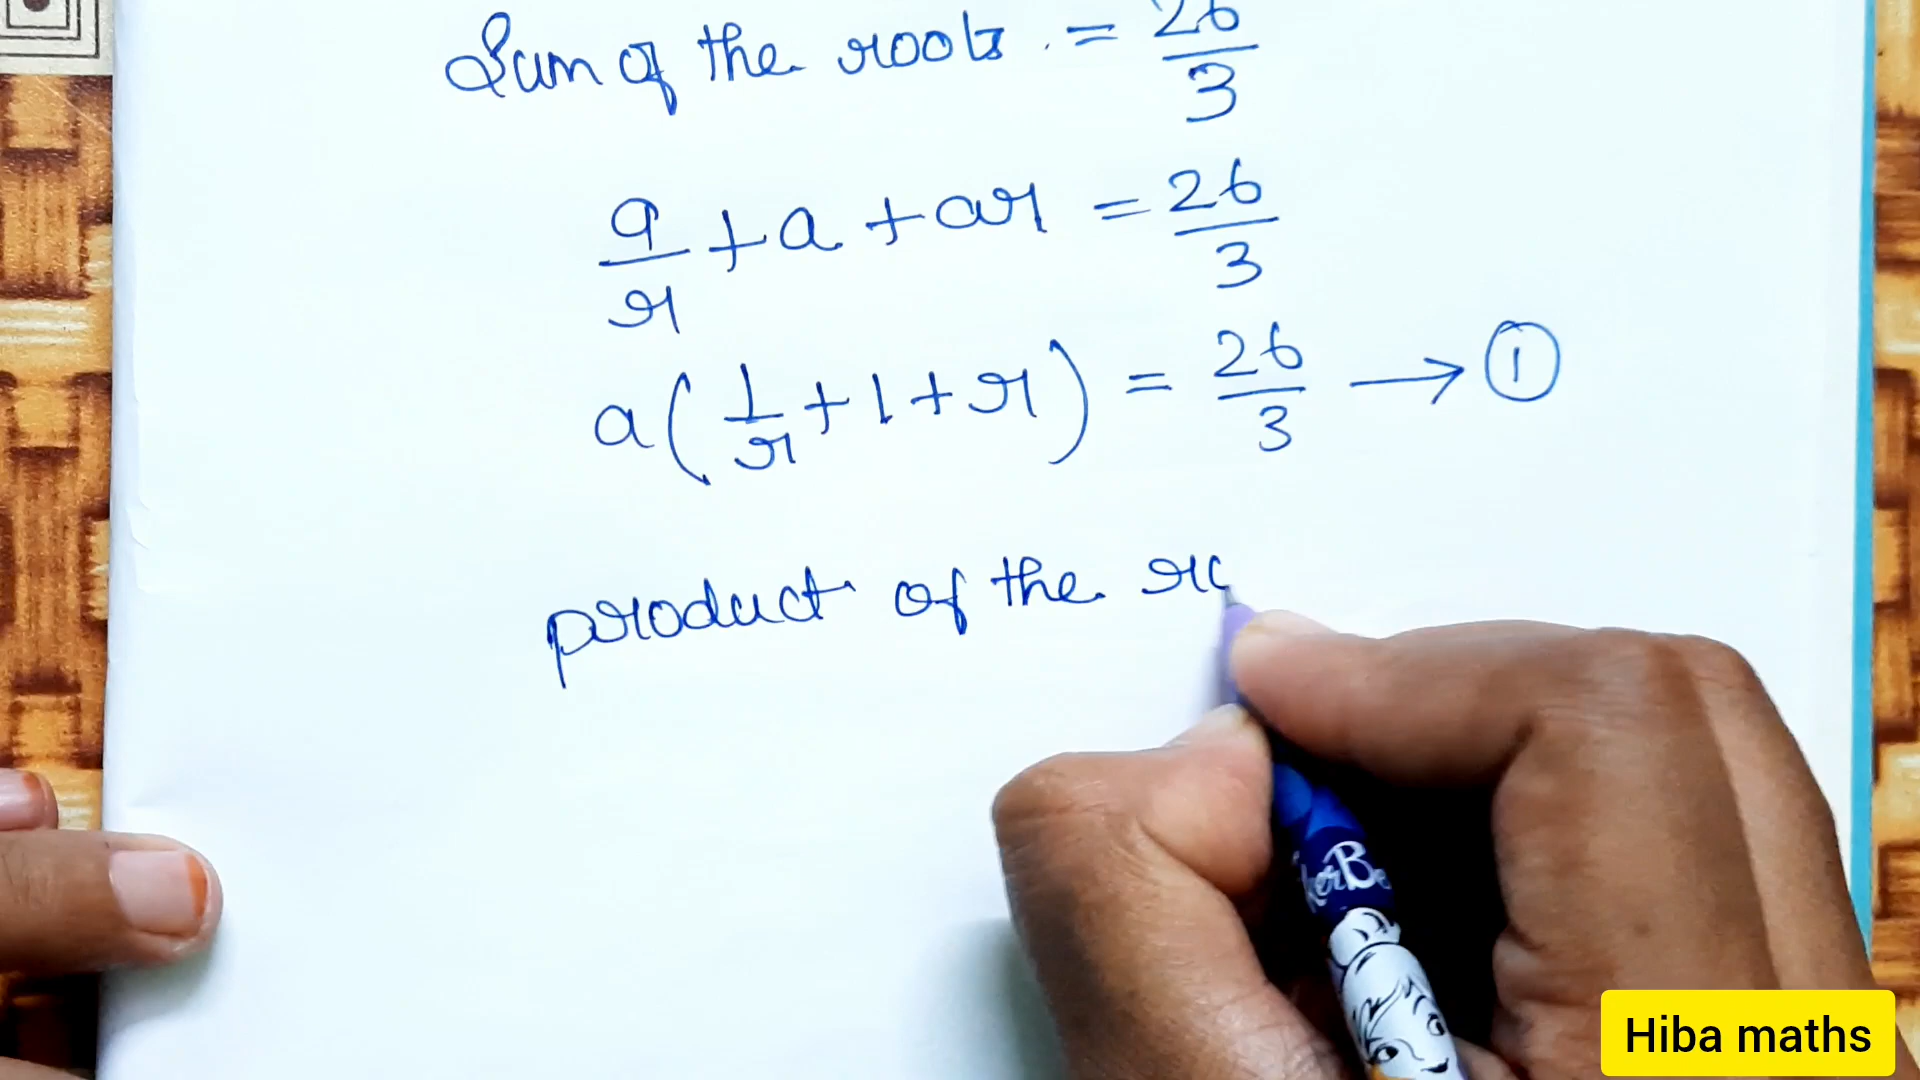 Sum of the roots . = 26/3
a/r + a + ar = 26/3
a(1/r + 1 + r) = 26/3 → ①
product of the ro
Hiba maths